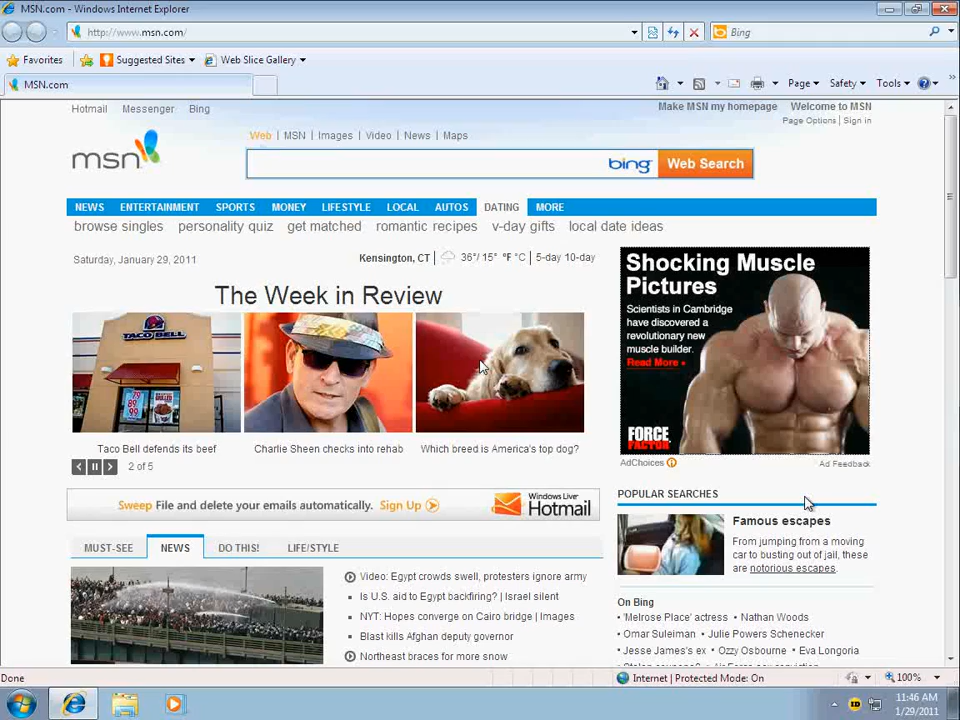 MSN.com - Windows Internet Explorer
http://www.msn.com/
Bing
Favorites
Suggested Sites
Web Slice Gallery
MSN.com
Page
Safety
Tools
Hotmail Messenger Bing
Make MSN my homepage Welcome to MSN
Page Options | Sign in
msn
Web | MSN | Images | Video | News | Maps
bing Web Search
NEWS ENTERTAINMENT SPORTS MONEY LIFESTYLE LOCAL AUTOS DATING MORE
browse singles personality quiz get matched romantic recipes v-day gifts local date ideas
Saturday, January 29, 2011
Kensington, CT 36°/ 15° °F °C 5-day 10-day
The Week in Review
TACO BELL
79
89
99
Taco Bell defends its beef
Charlie Sheen checks into rehab
Which breed is America's top dog?
2 of 5
Shocking Muscle
Pictures
Scientists in Cambridge
have discovered a
revolutionary new
muscle builder.
Read More
FORCE
FACTOR
AdChoices
Ad Feedback
Sweep File and delete your emails automatically. Sign Up
Windows Live
Hotmail
POPULAR SEARCHES
Famous escapes
From jumping from a moving
car to busting out of jail, these
are notorious escapes.
MUST-SEE NEWS DO THIS! LIFE/STYLE
Video: Egypt crowds swell, protesters ignore army
Is U.S. aid to Egypt backfiring? | Israel silent
NYT: Hopes converge on Cairo bridge | Images
Blast kills Afghan deputy governor
Northeast braces for more snow
On Bing
• 'Melrose Place' actress • Nathan Woods
• Omar Suleiman • Julie Powers Schenecker
• Jesse James's ex • Ozzy Osbourne • Eva Longoria
Done
Internet | Protected Mode: On
100%
11:46 AM
1/29/2011